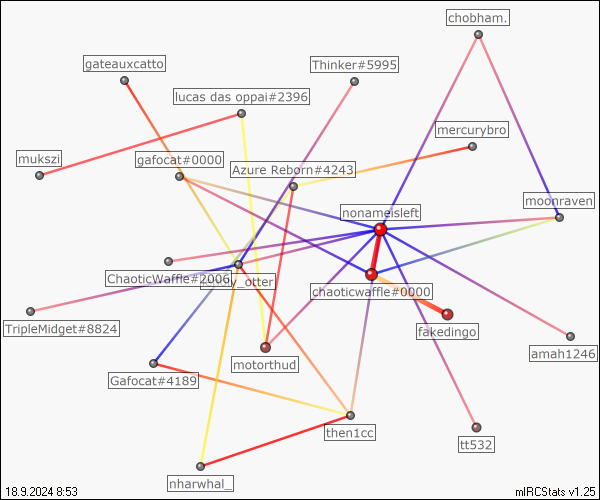 chobham.
gateauxcatto
Thinker#5995
lucas das oppai#2396
mercurybro
mukszi
gafocat#0000
Azure Reborn#4243
moonraven
nonameisleft
ChaoticWaffle#2006
_otter
chaoticwaffle#0000
TripleMidget#8824
fakedingo
amah1246
motorthud
Gafocat#4189
then1cc
tt532
nharwhal_
18.9.2024 8:53
mIRCStats v1.25